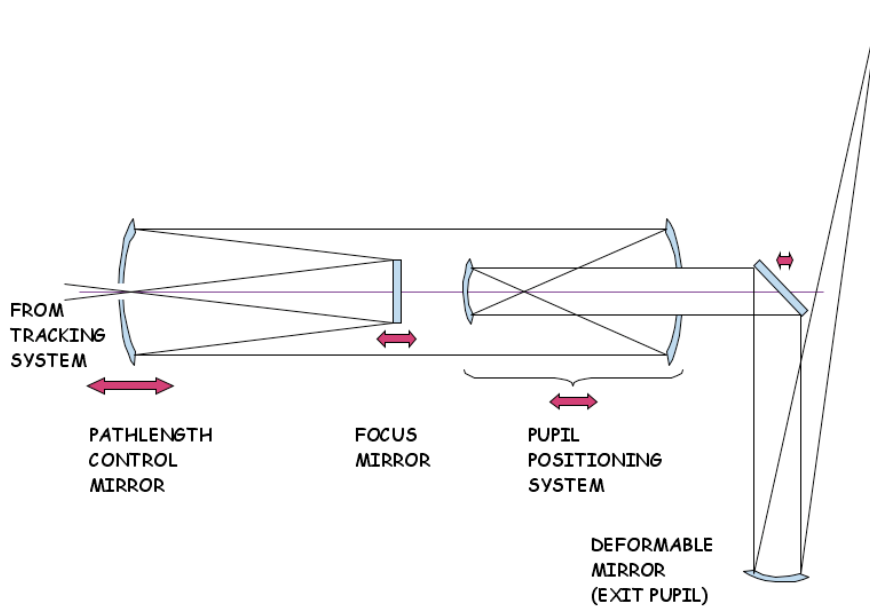 FROM
TRACKING
SYSTEM
PATHLENGTH
CONTROL
MIRROR
FOCUS
MIRROR
PUPIL
POSITIONING
SYSTEM
DEFORMABLE
MIRROR
(EXIT PUPIL)